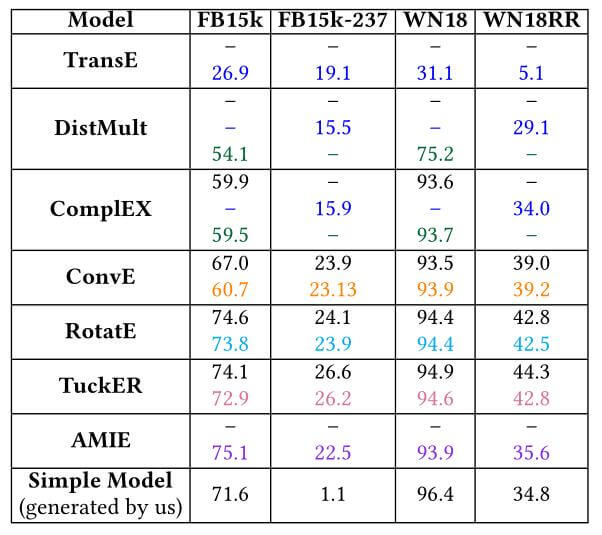 Model FB15k FB15k-237 WN18 WN18RR
– – – –
TransE
26.9 19.1 31.1 5.1
– – – –
DistMult – 15.5 – 29.1
54.1 – 75.2 –
59.9 – 93.6 –
ComplEX – 15.9 – 34.0
59.5 – 93.7 –
67.0 23.9 93.5 39.0
ConvE
60.7 23.13 93.9 39.2
74.6 24.1 94.4 42.8
RotatE
73.8 23.9 94.4 42.5
74.1 26.6 94.9 44.3
TuckER
72.9 26.2 94.6 42.8
– – – –
AMIE
75.1 22.5 93.9 35.6
Simple Model
71.6 1.1 96.4 34.8
(generated by us)